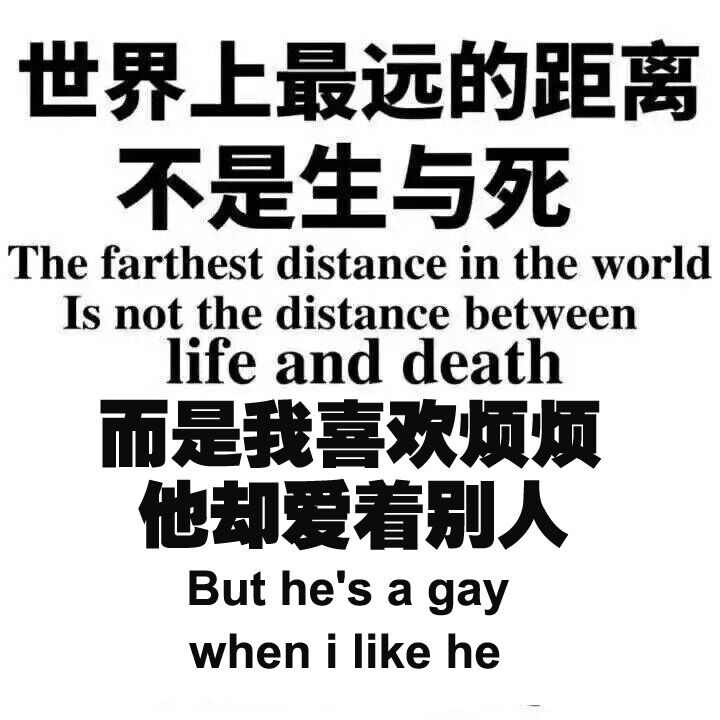 世界上最远的距离
不是生与死
The farthest distance in the world
Is not the distance between
life and death
而是我喜欢烦烦
他却爱着别人
But he's a gay
when i like he